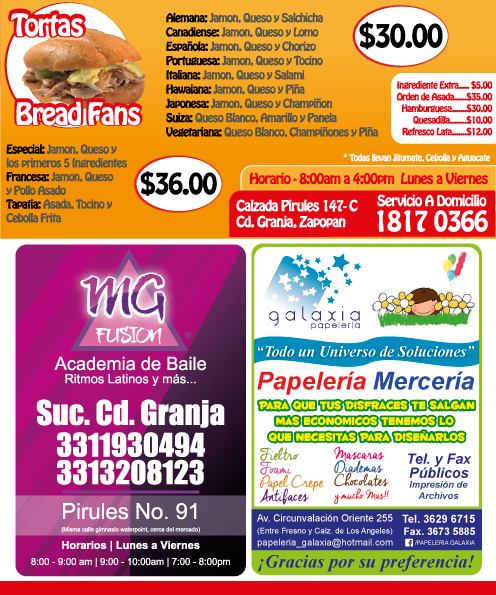 Tortas
Bread Fans
Alemana: Jamon, Queso y Salchicha
Canadiense: Jamon, Queso y Lomo
Española: Jamon, Queso y Chorizo
Portuguesa: Jamon, Queso y Tocino
Italiana: Jamon, Queso y Salami
Hawaiana: Jamon, Queso y Piña
Japonesa: Jamon, Queso y Champiñon
Suiza: Queso Blanco, Amarillo y Panela
Vegetariana: Queso Blanco, Champiñones y Piña
$30.00
Ingrediente Extra..... $5.00
Orden de Asada......$35.00
Hamburguesa........$30.00
Quesadilla.........$10.00
Refresco Lata.......$12.00
Especial: Jamon, Queso y
los primeros 5 Ingredientes
Francesa: Jamon, Queso
y Pollo Asado
Tapatia: Asada, Tocino y
Cebolla Frita
$36.00
* Todas llevan Jitomate, Cebolla y Aguacate
Horario - 8:00am a 4:00pm Lunes a Viernes
Calzada Pirules 147- C
Cd. Granja, Zapopan
Servicio A Domicilio
1817 0366
MG
FUSION
Academia de Baile
Ritmos Latinos y más...
Suc. Cd. Granja
3311930494
3313208123
Pirules No. 91
(Misma calle gimnasio waterpoint, cerca del mercado)
Horarios | Lunes a Viernes
8:00 - 9:00 am | 9:00 - 10:00am | 7:00 - 8:00pm
galaxia
papelería
“Todo un Universo de Soluciones”
Papelería Mercería
PARA QUE TUS DISFRACES TE SALGAN
MAS ECONOMICOS TENEMOS LO
QUE NECESITAS PARA DISEÑARLOS
Fieltro
Foami
Papel Crepe
Antifaces
Mascaras
Diademas
Chocolates
y mucho Mas!!
Tel. y Fax
Públicos
Impresión de
Archivos
Av. Circunvalación Oriente 255
(Entre Fresno y Calz. de Los Angeles)
papeleria_galaxia@hotmail.com
Tel. 3629 6715
Fax. 3673 5885
f /PAPELERIA GALAXIA
¡Gracias por su preferencia!